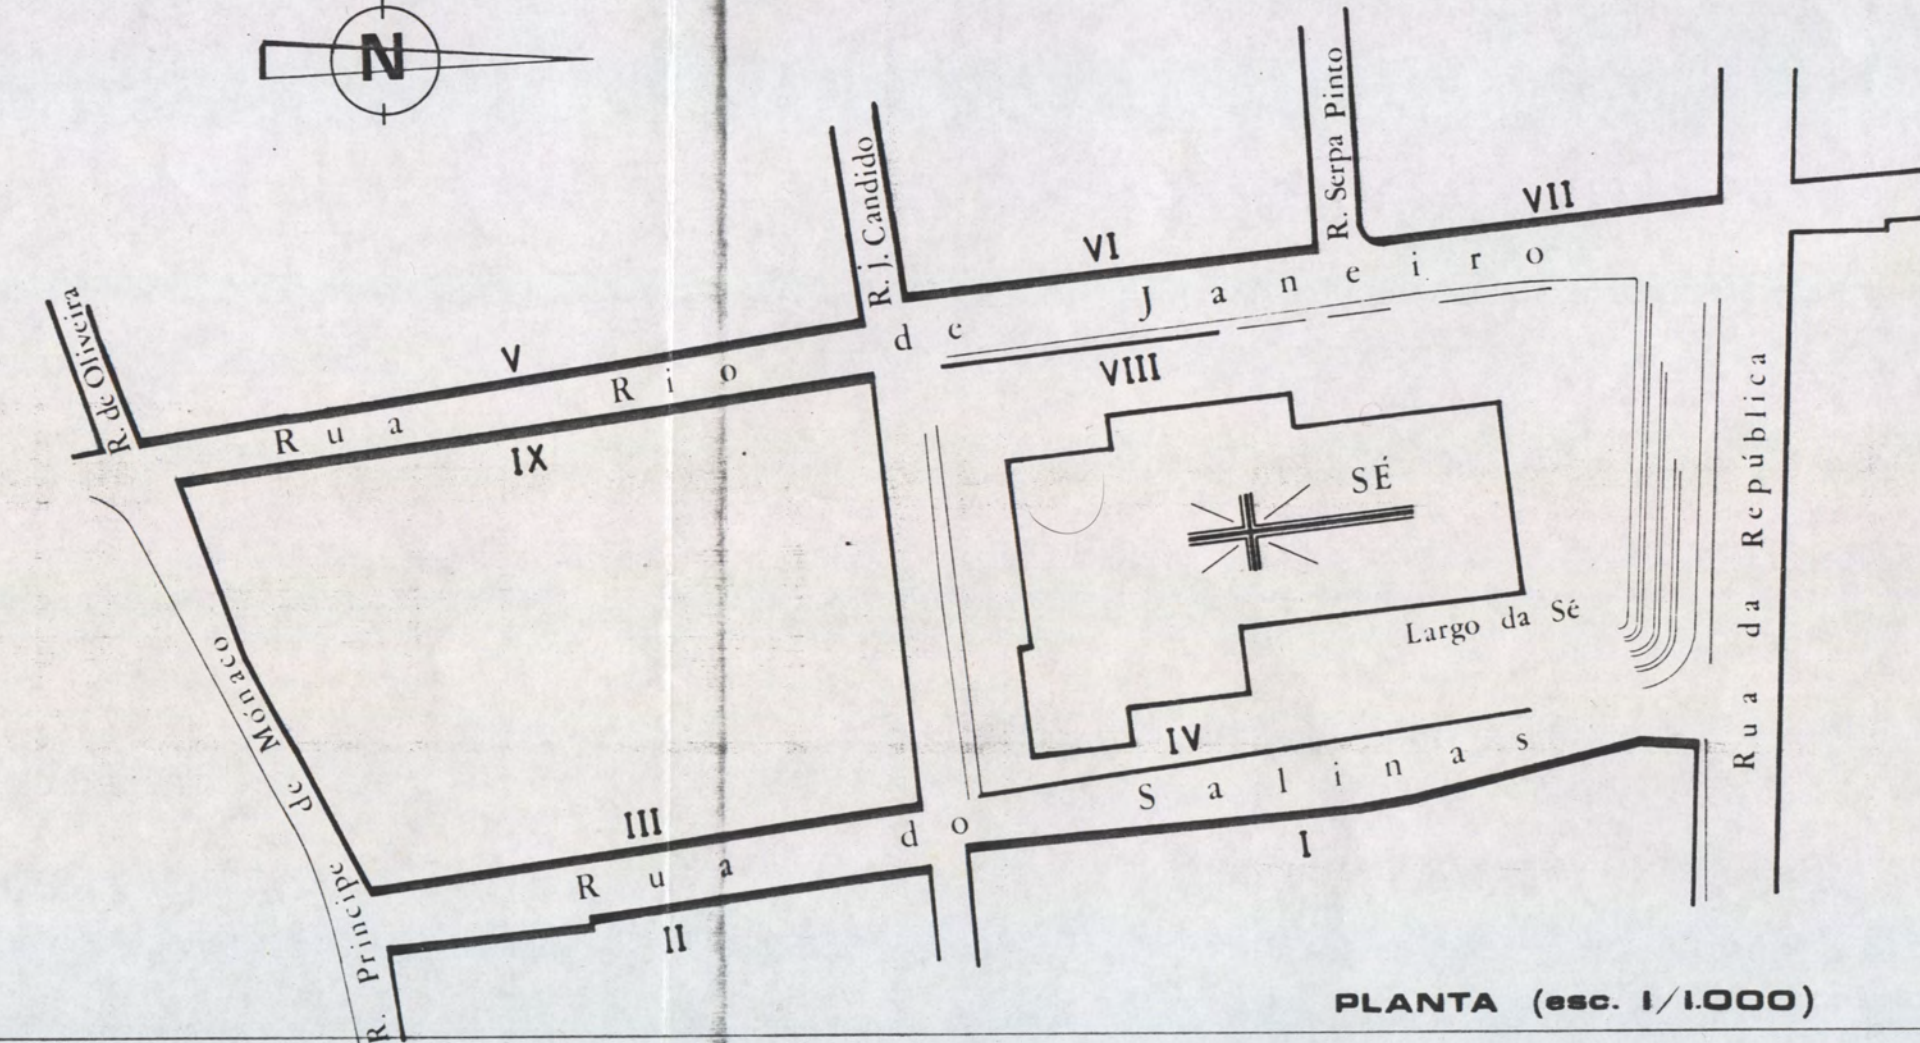 N
R. Serpa Pinto
R. j. Candido
VII
VI
R. de Oliveira
V
Rua Rio de Janeiro
VIII
IX
SÉ
Rua da República
Largo da Sé
R. Principe de Mónaco
IV
III
Rua do Salinas
I
II
PLANTA (esc. 1/1.000)